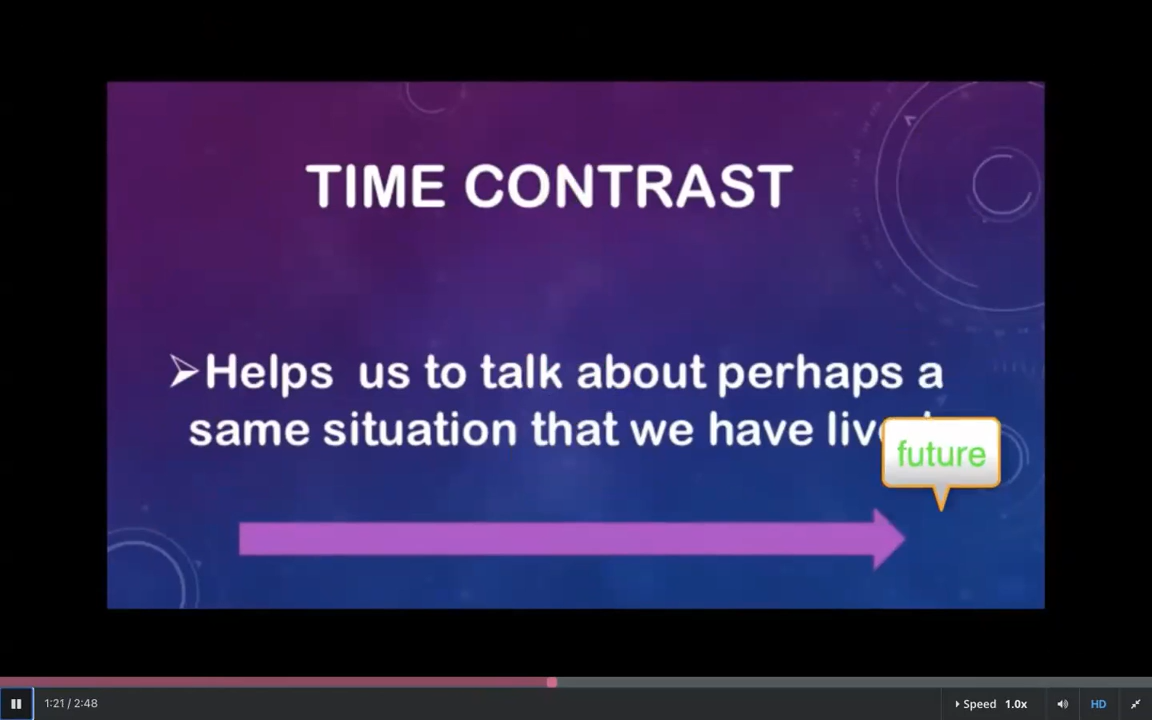 TIME CONTRAST
➢Helps us to talk about perhaps a
same situation that we have
future
1:21 / 2:48
Speed 1.0x
HD